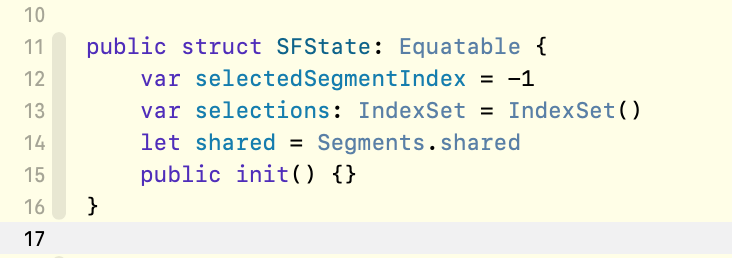 10
11 public struct SFState: Equatable {
12     var selectedSegmentIndex = -1
13     var selections: IndexSet = IndexSet()
14     let shared = Segments.shared
15     public init() {}
16 }
17